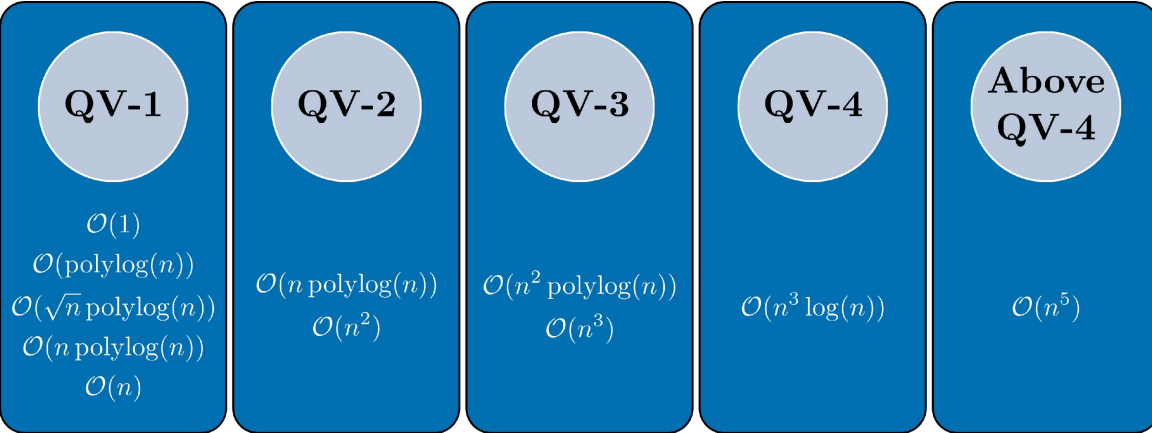 QV-1
𝒪(1)
𝒪(polylog(n))
𝒪(√n polylog(n))
𝒪(n polylog(n))
𝒪(n)
QV-2
𝒪(n polylog(n))
𝒪(n²)
QV-3
𝒪(n² polylog(n))
𝒪(n³)
QV-4
𝒪(n³ log(n))
Above
QV-4
𝒪(n⁵)